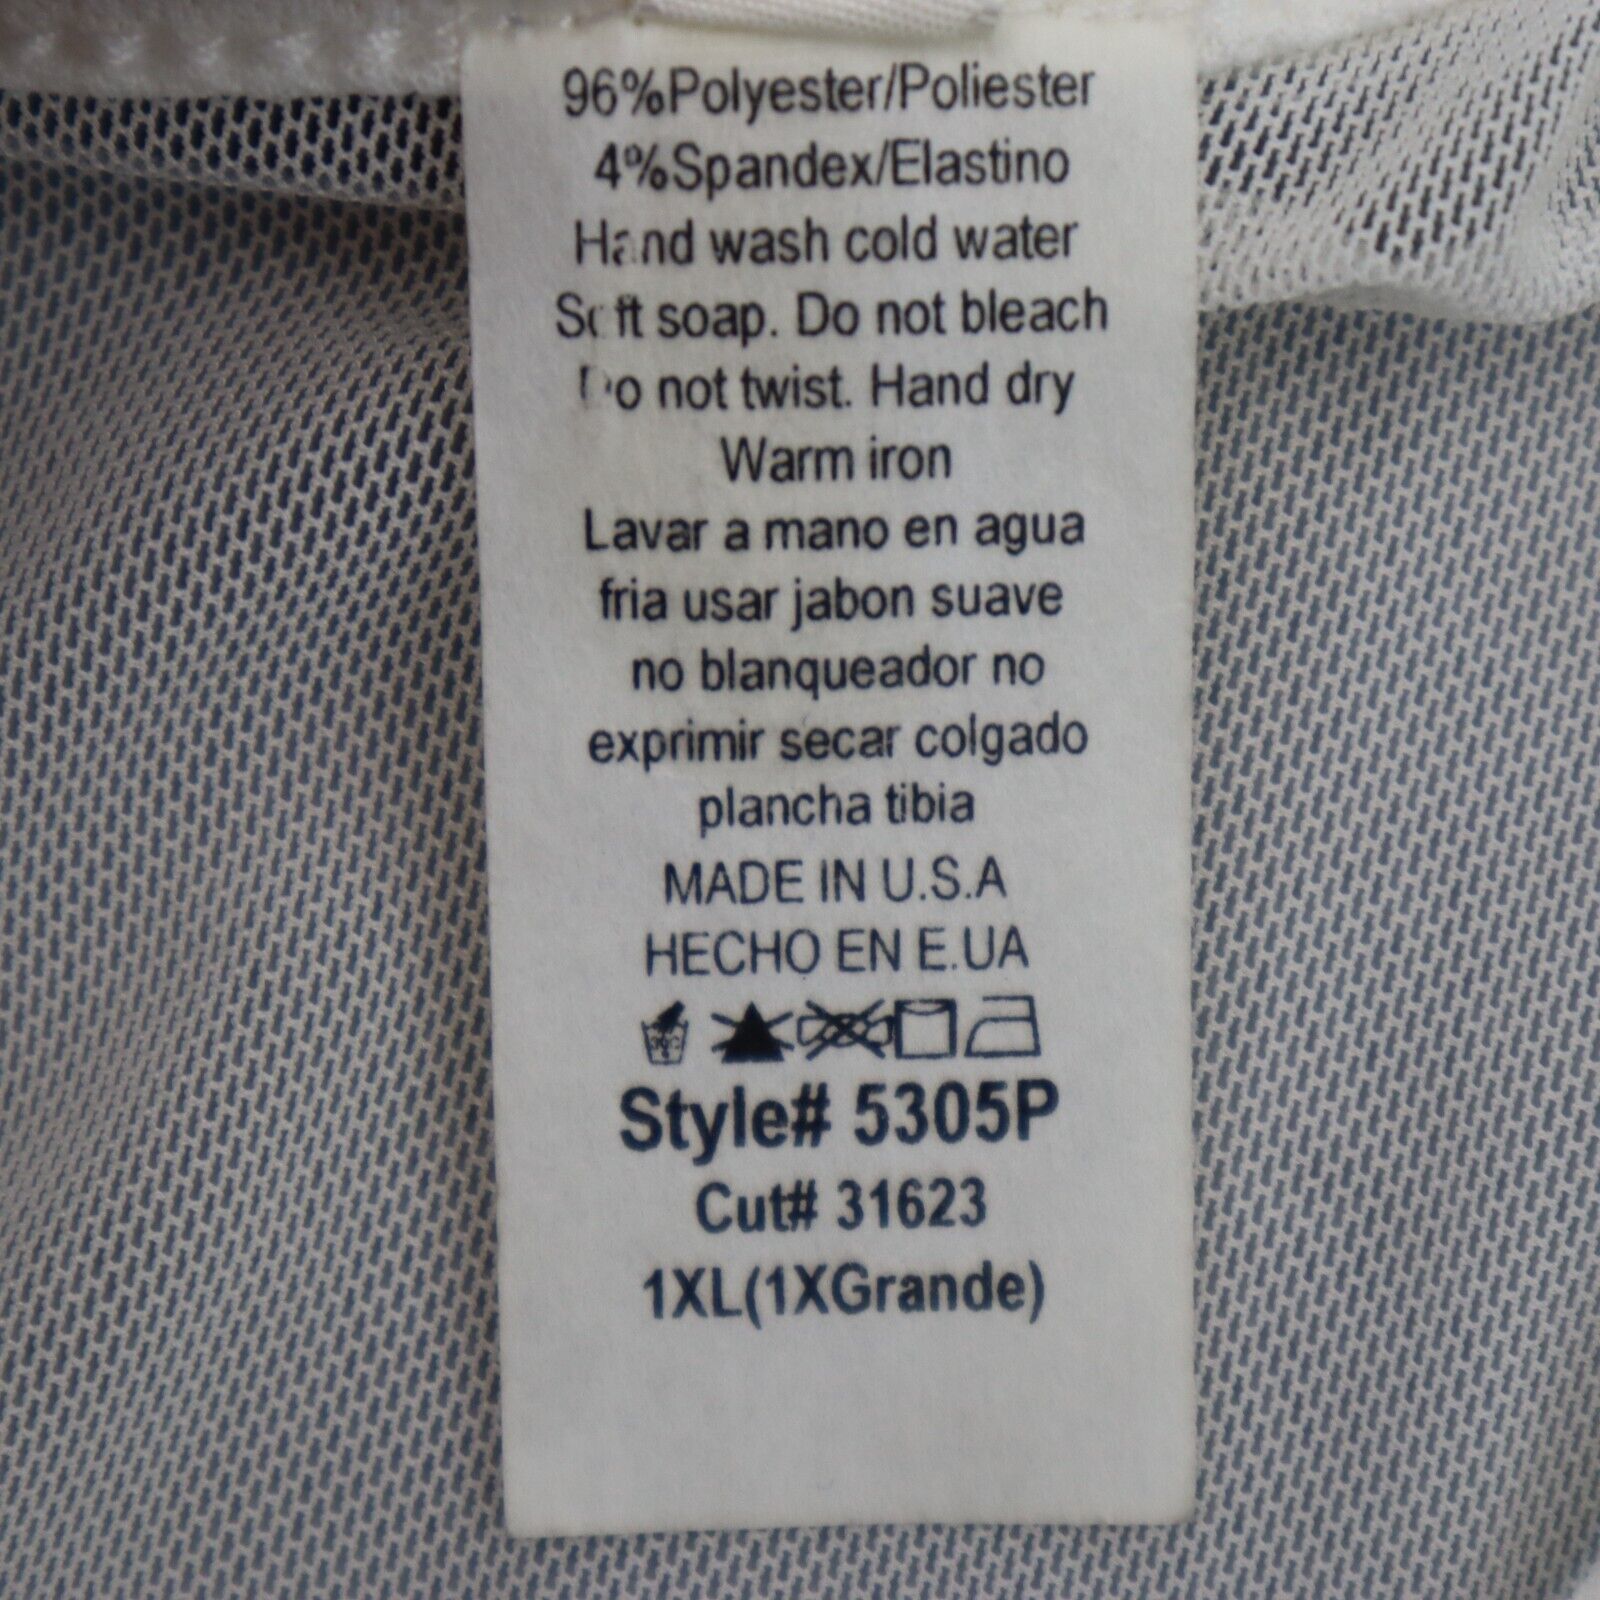 96%Polyester/Poliester
4%Spandex/Elastino
Hand wash cold water
Soft soap. Do not bleach
Do not twist. Hand dry
Warm iron
Lavar a mano en agua
fria usar jabon suave
no blanqueador no
exprimir secar colgado
plancha tibia
MADE IN U.S.A
HECHO EN E.UA
Style# 5305P
Cut# 31623
1XL(1XGrande)